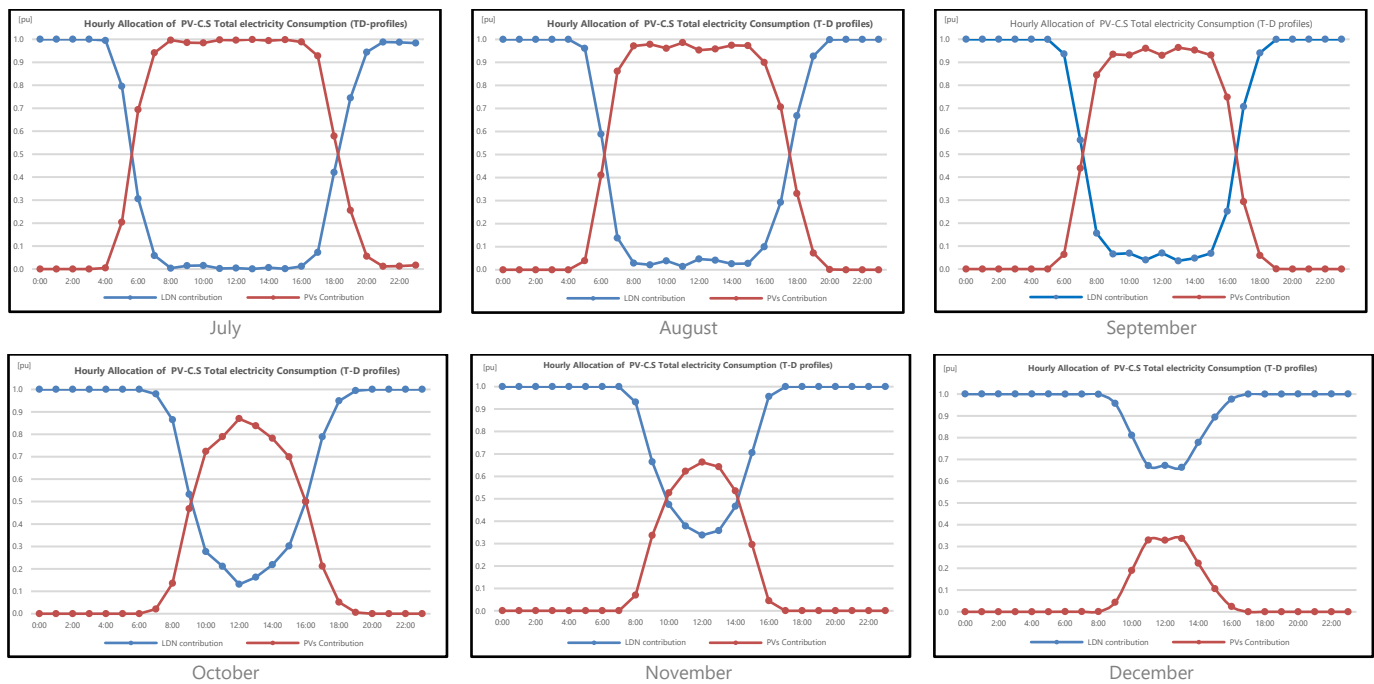 [pu]
Hourly Allocation of PV-C.S Total electricity Consumption (TD-profiles)
1.0
0.9
0.8
0.7
0.6
0.5
0.4
0.3
0.2
0.1
0.0
0:00 2:00 4:00 6:00 8:00 10:00 12:00 14:00 16:00 18:00 20:00 22:00
LDN contribution PVs Contribution
July
[pu]
Hourly Allocation of PV-C.S Total electricity Consumption (T-D profiles)
1.0
0.9
0.8
0.7
0.6
0.5
0.4
0.3
0.2
0.1
0.0
0:00 2:00 4:00 6:00 8:00 10:00 12:00 14:00 16:00 18:00 20:00 22:00
LDN contribution PVs Contribution
August
[pu]
Hourly Allocation of PV-C.S Total electricity Consumption (T-D profiles)
1.0
0.9
0.8
0.7
0.6
0.5
0.4
0.3
0.2
0.1
0.0
0:00 2:00 4:00 6:00 8:00 10:00 12:00 14:00 16:00 18:00 20:00 22:00
LDN contribution PVs Contribution
September
[pu]
Hourly Allocation of PV-C.S Total electricity Consumption (T-D profiles)
1.0
0.9
0.8
0.7
0.6
0.5
0.4
0.3
0.2
0.1
0.0
0:00 2:00 4:00 6:00 8:00 10:00 12:00 14:00 16:00 18:00 20:00 22:00
LDN contribution PVs Contribution
October
[pu]
Hourly Allocation of PV-C.S Total electricity Consumption (T-D profiles)
1.0
0.9
0.8
0.7
0.6
0.5
0.4
0.3
0.2
0.1
0.0
0:00 2:00 4:00 6:00 8:00 10:00 12:00 14:00 16:00 18:00 20:00 22:00
LDN contribution PVs Contribution
November
[pu]
Hourly Allocation of PV-C.S Total electricity Consumption (T-D profiles)
1.0
0.9
0.8
0.7
0.6
0.5
0.4
0.3
0.2
0.1
0.0
0:00 2:00 4:00 6:00 8:00 10:00 12:00 14:00 16:00 18:00 20:00 22:00
LDN contribution PVs Contribution
December